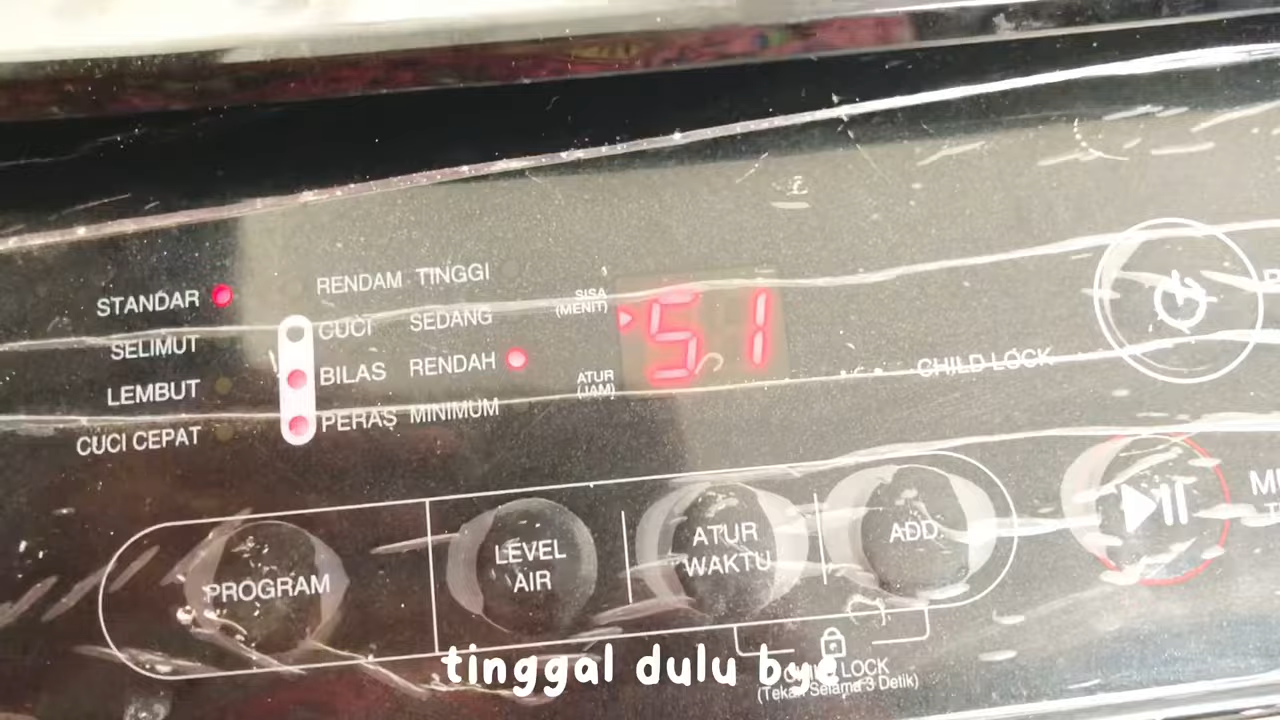 STANDAR
SELIMUT
LEMBUT
CUCI CEPAT
RENDAM TINGGI
CUCI SEDANG
BILAS RENDAH
PERAS MINIMUM
SISA
(MENIT)
51
ATUR
(JAM)
CHILD LOCK
PROGRAM
LEVEL
AIR
ATUR
WAKTU
ADD
LOCK
(Tekan Selama 3 Detik)
tinggal dulu bye